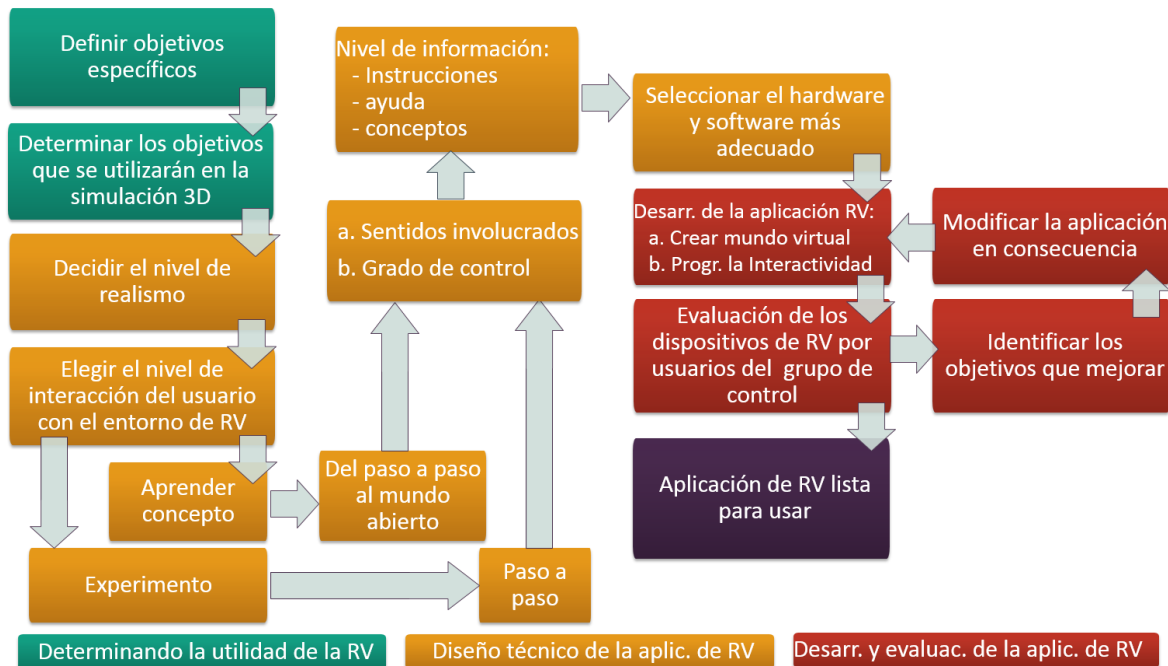 Definir objetivos
específicos
Determinar los objetivos
que se utilizarán en la
simulación 3D
Decidir el nivel de
realismo
Elegir el nivel de
interacción del usuario
con el entorno de RV
Aprender
concepto
Experimento
Del paso a paso
al mundo
abierto
Paso a
paso
a. Sentidos involucrados
b. Grado de control
Nivel de información:
- Instrucciones
- ayuda
- conceptos
Seleccionar el hardware
y software más
adecuado
Desarr. de la aplicación RV:
a. Crear mundo virtual
b. Progr. la Interactividad
Evaluación de los
dispositivos de RV por
usuarios del grupo de
control
Identificar los
objetivos que mejorar
Modificar la aplicación
en consecuencia
Aplicación de RV lista
para usar
Determinando la utilidad de la RV
Diseño técnico de la aplic. de RV
Desarr. y evaluac. de la aplic. de RV